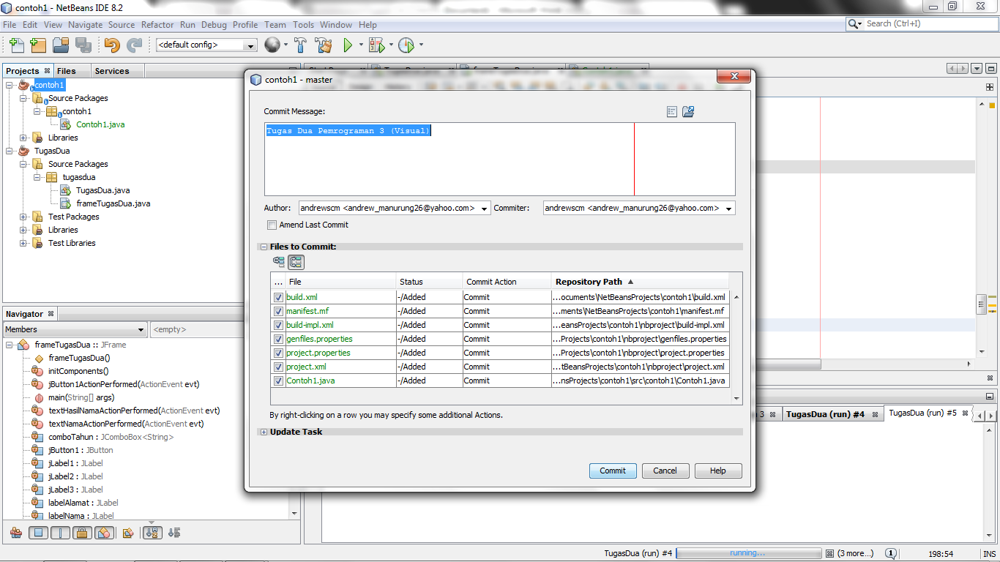 contoh1 - NetBeans IDE 8.2
File Edit View Navigate Source Refactor Run Debug Profile Team Tools Window Help
Search (Ctrl+I)
<default config>
Projects Files Services
contoh1
Source Packages
contoh1
Contoh1.java
Libraries
TugasDua
Source Packages
tugasdua
TugasDua.java
frameTugasDua.java
Test Packages
Libraries
Test Libraries
Navigator
Members <empty>
frameTugasDua :: JFrame
frameTugasDua()
initComponents()
jButton1ActionPerformed(ActionEvent evt)
main(String[] args)
textHasilNamaActionPerformed(ActionEvent evt)
textNamaActionPerformed(ActionEvent evt)
comboTahun : JComboBox<String>
jButton1 : JButton
jLabel1 : JLabel
jLabel2 : JLabel
jLabel3 : JLabel
labelAlamat : JLabel
labelNama : JLabel
contoh1 - master
Commit Message:
Tugas Dua Pemrograman 3 (Visual)
Author: andrewscm <andrew_manurung26@yahoo.com> Commiter: andrewscm <andrew_manurung26@yahoo.com>
Amend Last Commit
Files to Commit:
... File Status Commit Action Repository Path
build.xml -/Added Commit ...ocuments\NetBeansProjects\contoh1\build.xml
manifest.mf -/Added Commit ...ments\NetBeansProjects\contoh1\manifest.mf
build-impl.xml -/Added Commit ...eansProjects\contoh1\nbproject\build-impl.xml
genfiles.properties -/Added Commit ...Projects\contoh1\nbproject\genfiles.properties
project.properties -/Added Commit ...Projects\contoh1\nbproject\project.properties
project.xml -/Added Commit ...tBeansProjects\contoh1\nbproject\project.xml
Contoh1.java -/Added Commit ...nsProjects\contoh1\src\contoh1\Contoh1.java
By right-clicking on a row you may specify some additional Actions.
Update Task
Commit Cancel Help
3 TugasDua (run) #4 TugasDua (run) #5
TugasDua (run) #4 running... (3 more...) 1 198:54 INS